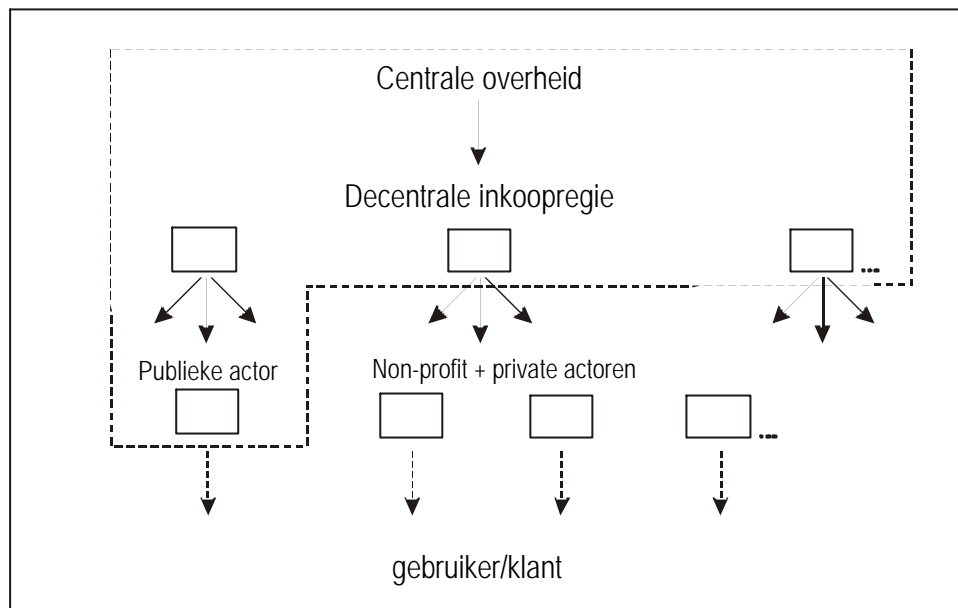 Centrale overheid
Decentrale inkoopregie
...
Publieke actor
Non-profit + private actoren
...
gebruiker/klant